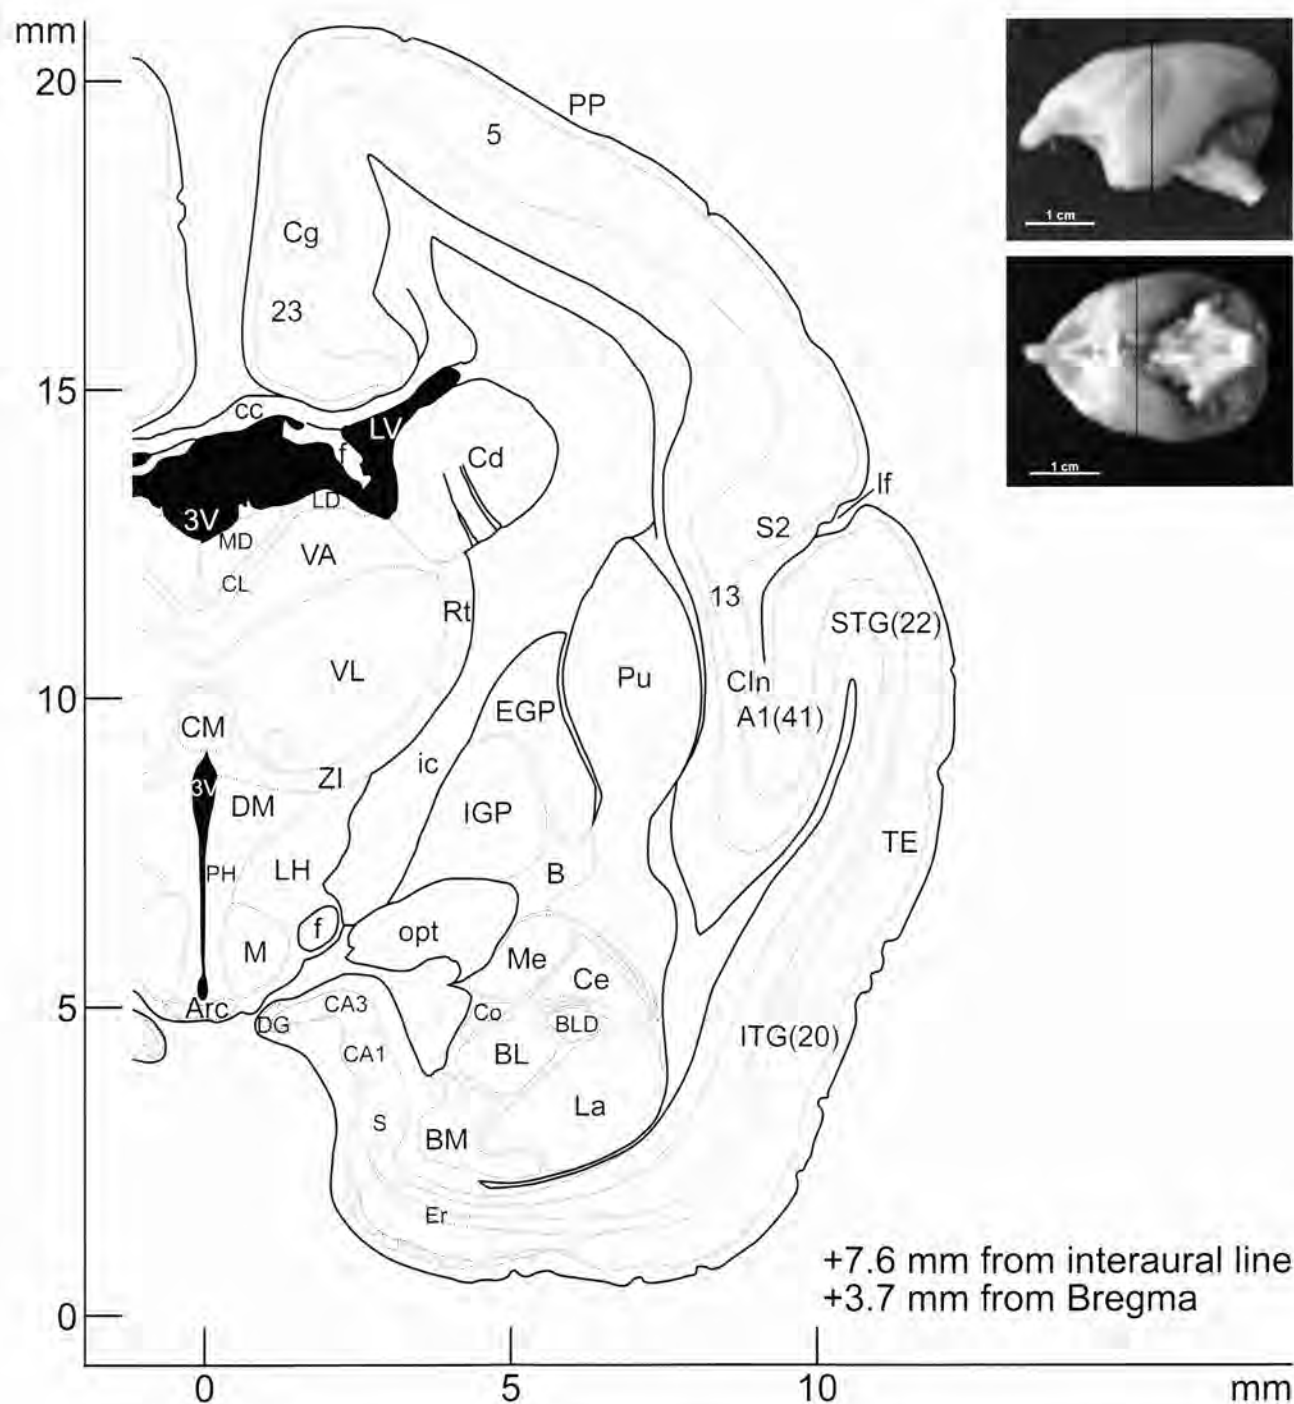 mm
20
PP
5
1 cm
Cg
23
15
cc
LV
f
Cd
1 cm
lf
LD
3V
MD
S2
VA
CL
13
Rt
STG(22)
VL
Pu
Cln
10
EGP
A1(41)
CM
ic
ZI
3V
DM
IGP
TE
LH
PH
B
f
opt
M
Me
Ce
5
Arc
CA3
Co
DG
BLD
ITG(20)
CA1
BL
La
S
BM
Er
+7.6 mm from interaural line
+3.7 mm from Bregma
0
0
5
10
mm